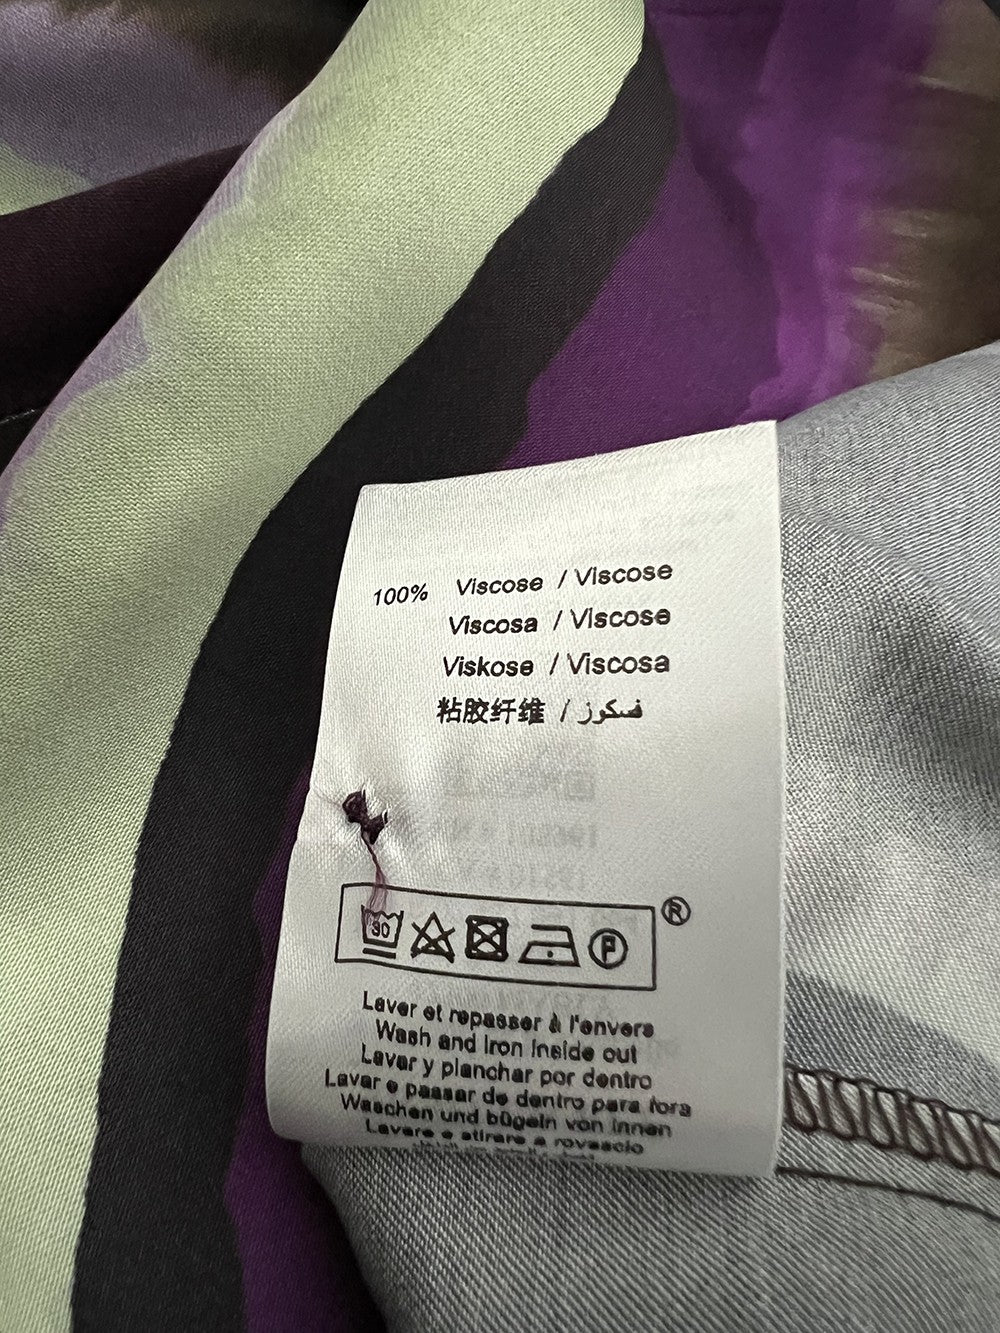 100% Viscose / Viscose
Viscosa / Viscose
Viskose / Viscosa
粘胶纤维 / فسكوز
30 P ®
Laver et repasser à l'envers
Wash and iron inside out
Lavar y planchar por dentro
Lavar e passar de dentro para fora
Waschen und bügeln von innen
Lavare e stirare a rovescio